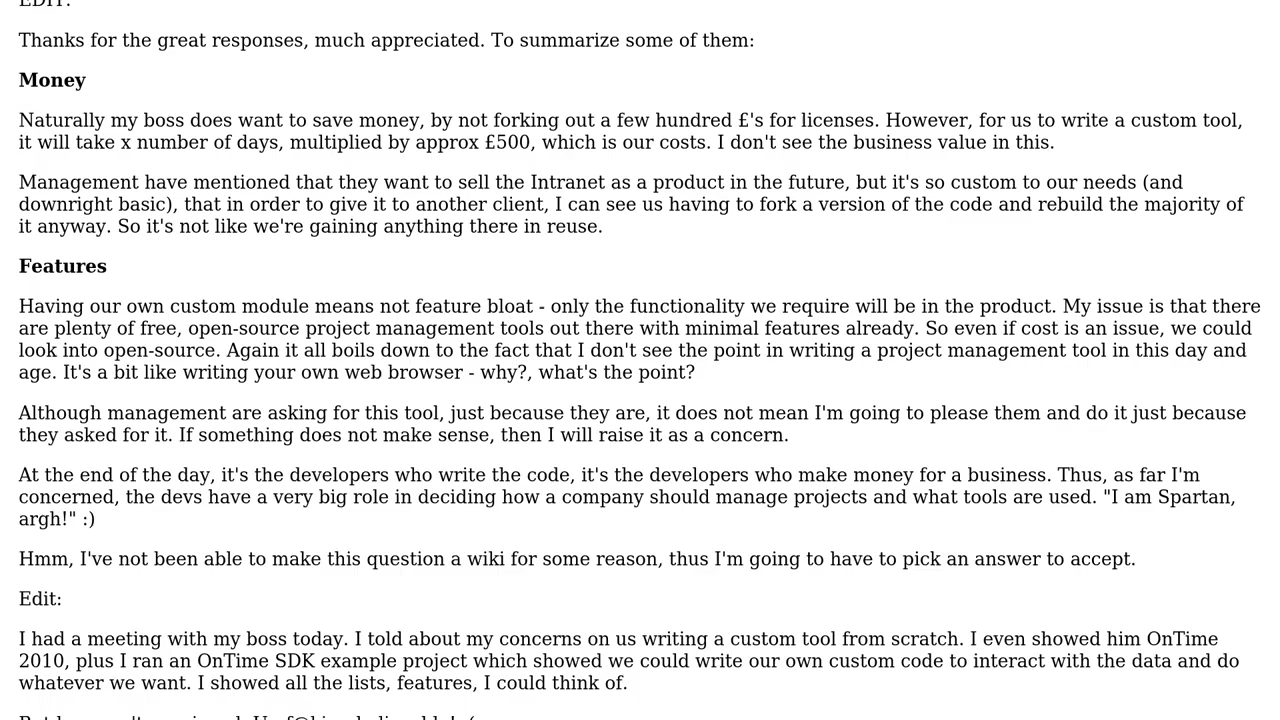 EDIT:
Thanks for the great responses, much appreciated. To summarize some of them:
Money
Naturally my boss does want to save money, by not forking out a few hundred £'s for licenses. However, for us to write a custom tool,
it will take x number of days, multiplied by approx £500, which is our costs. I don't see the business value in this.
Management have mentioned that they want to sell the Intranet as a product in the future, but it's so custom to our needs (and
downright basic), that in order to give it to another client, I can see us having to fork a version of the code and rebuild the majority of
it anyway. So it's not like we're gaining anything there in reuse.
Features
Having our own custom module means not feature bloat - only the functionality we require will be in the product. My issue is that there
are plenty of free, open-source project management tools out there with minimal features already. So even if cost is an issue, we could
look into open-source. Again it all boils down to the fact that I don't see the point in writing a project management tool in this day and
age. It's a bit like writing your own web browser - why?, what's the point?
Although management are asking for this tool, just because they are, it does not mean I'm going to please them and do it just because
they asked for it. If something does not make sense, then I will raise it as a concern.
At the end of the day, it's the developers who write the code, it's the developers who make money for a business. Thus, as far I'm
concerned, the devs have a very big role in deciding how a company should manage projects and what tools are used. "I am Spartan,
argh!" :)
Hmm, I've not been able to make this question a wiki for some reason, thus I'm going to have to pick an answer to accept.
Edit:
I had a meeting with my boss today. I told about my concerns on us writing a custom tool from scratch. I even showed him OnTime
2010, plus I ran an OnTime SDK example project which showed we could write our own custom code to interact with the data and do
whatever we want. I showed all the lists, features, I could think of.